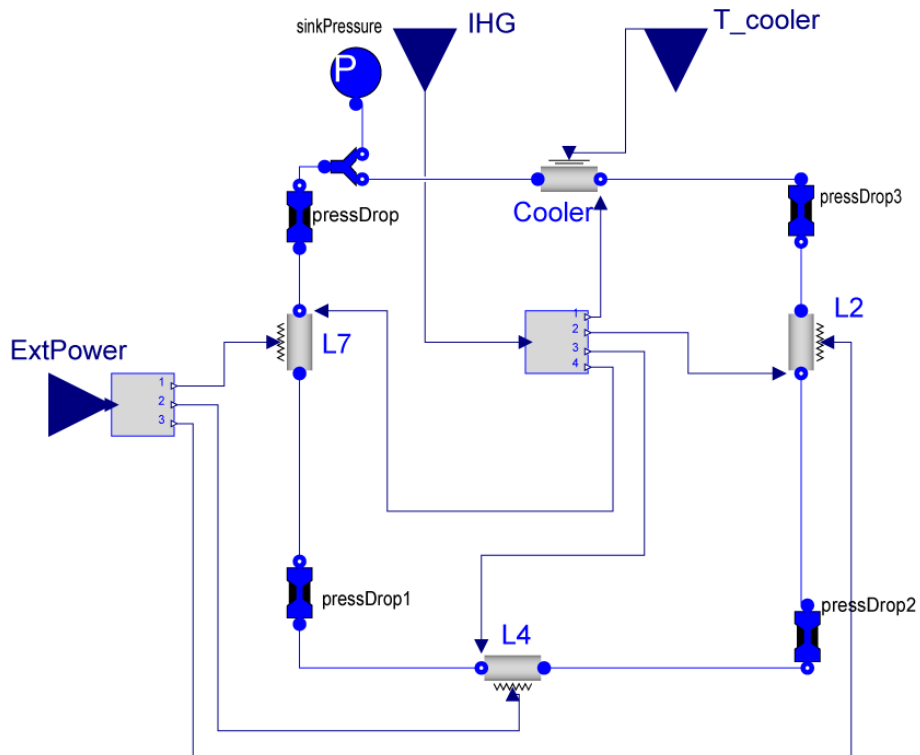 sinkPressure
IHG
T_cooler
P
pressDrop
Cooler
pressDrop3
L7
1
2
3
4
L2
ExtPower
1
2
3
pressDrop1
L4
pressDrop2